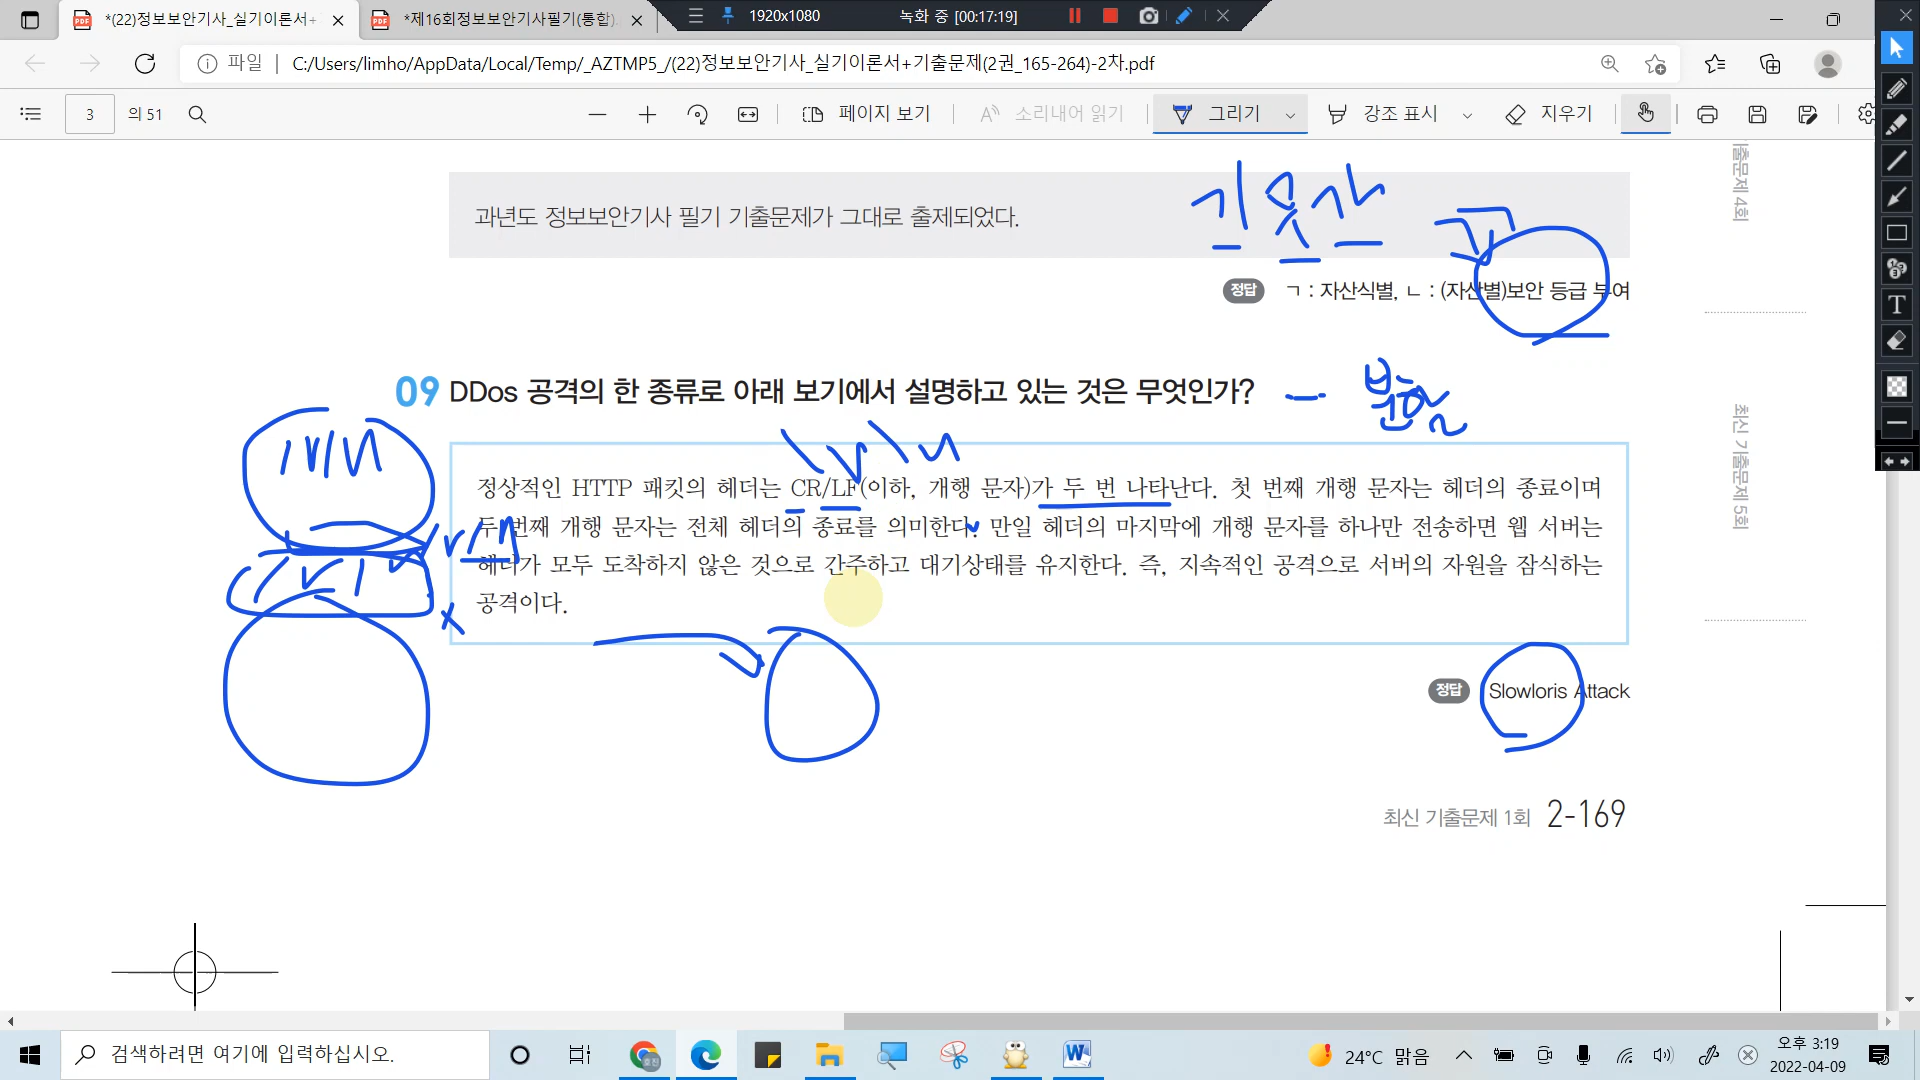 *(22)정보보안기사_실기이론서+
*제16회정보보안기사필기(통합).
1920x1080
녹화 중 [00:17:19]
파일
C:/Users/limho/AppData/Local/Temp/_AZTMP5_/(22)정보보안기사_실기이론서+기출문제(2권_165-264)-2차.pdf
3 의 51
페이지 보기
소리내어 읽기
그리기
강조 표시
지우기
과년도 정보보안기사 필기 기출문제가 그대로 출제되었다.
정답 ㄱ : 자산식별, ㄴ : (자산별)보안 등급 부여
09 DDos 공격의 한 종류로 아래 보기에서 설명하고 있는 것은 무엇인가?
정상적인 HTTP 패킷의 헤더는 CR/LF(이하, 개행 문자)가 두 번 나타난다. 첫 번째 개행 문자는 헤더의 종료이며
두 번째 개행 문자는 전체 헤더의 종료를 의미한다. 만일 헤더의 마지막에 개행 문자를 하나만 전송하면 웹 서버는
헤더가 모두 도착하지 않은 것으로 간주하고 대기상태를 유지한다. 즉, 지속적인 공격으로 서버의 자원을 잠식하는
공격이다.
정답 Slowloris Attack
최신 기출문제 1회 2-169
기출문제 4회
최신 기출문제 5회
검색하려면 여기에 입력하십시오.
24°C 맑음
오후 3:19
2022-04-09